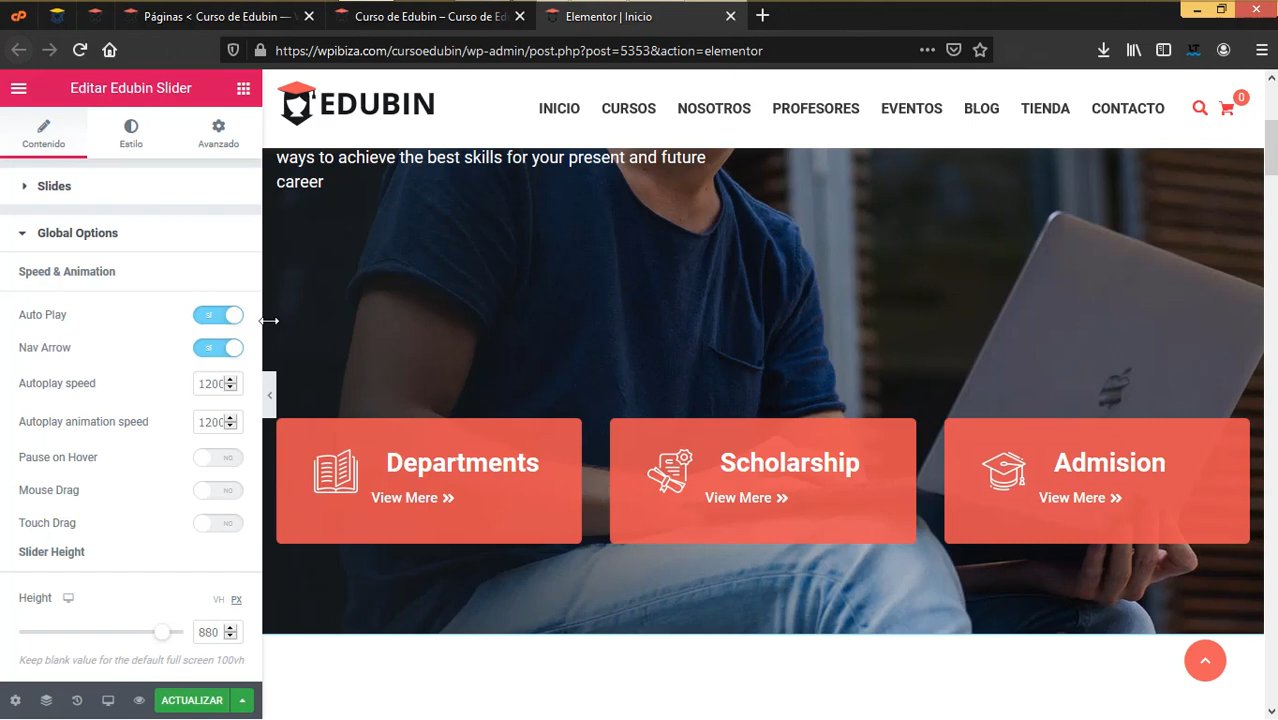 Páginas < Curso de Edubin —
Curso de Edubin – Curso de Ed
Elementor | Inicio
https://wpibiza.com/cursoedubin/wp-admin/post.php?post=5353&action=elementor
Editar Edubin Slider
Contenido
Estilo
Avanzado
Slides
Global Options
Speed & Animation
Auto Play
SÍ
Nav Arrow
SÍ
Autoplay speed
1200
Autoplay animation speed
1200
Pause on Hover
NO
Mouse Drag
NO
Touch Drag
NO
Slider Height
Height
VH
PX
880
Keep blank value for the default full screen 100vh
ACTUALIZAR
EDUBIN
INICIO
CURSOS
NOSOTROS
PROFESORES
EVENTOS
BLOG
TIENDA
CONTACTO
0
ways to achieve the best skills for your present and future
career
Departments
View Mere »
Scholarship
View Mere »
Admision
View Mere »